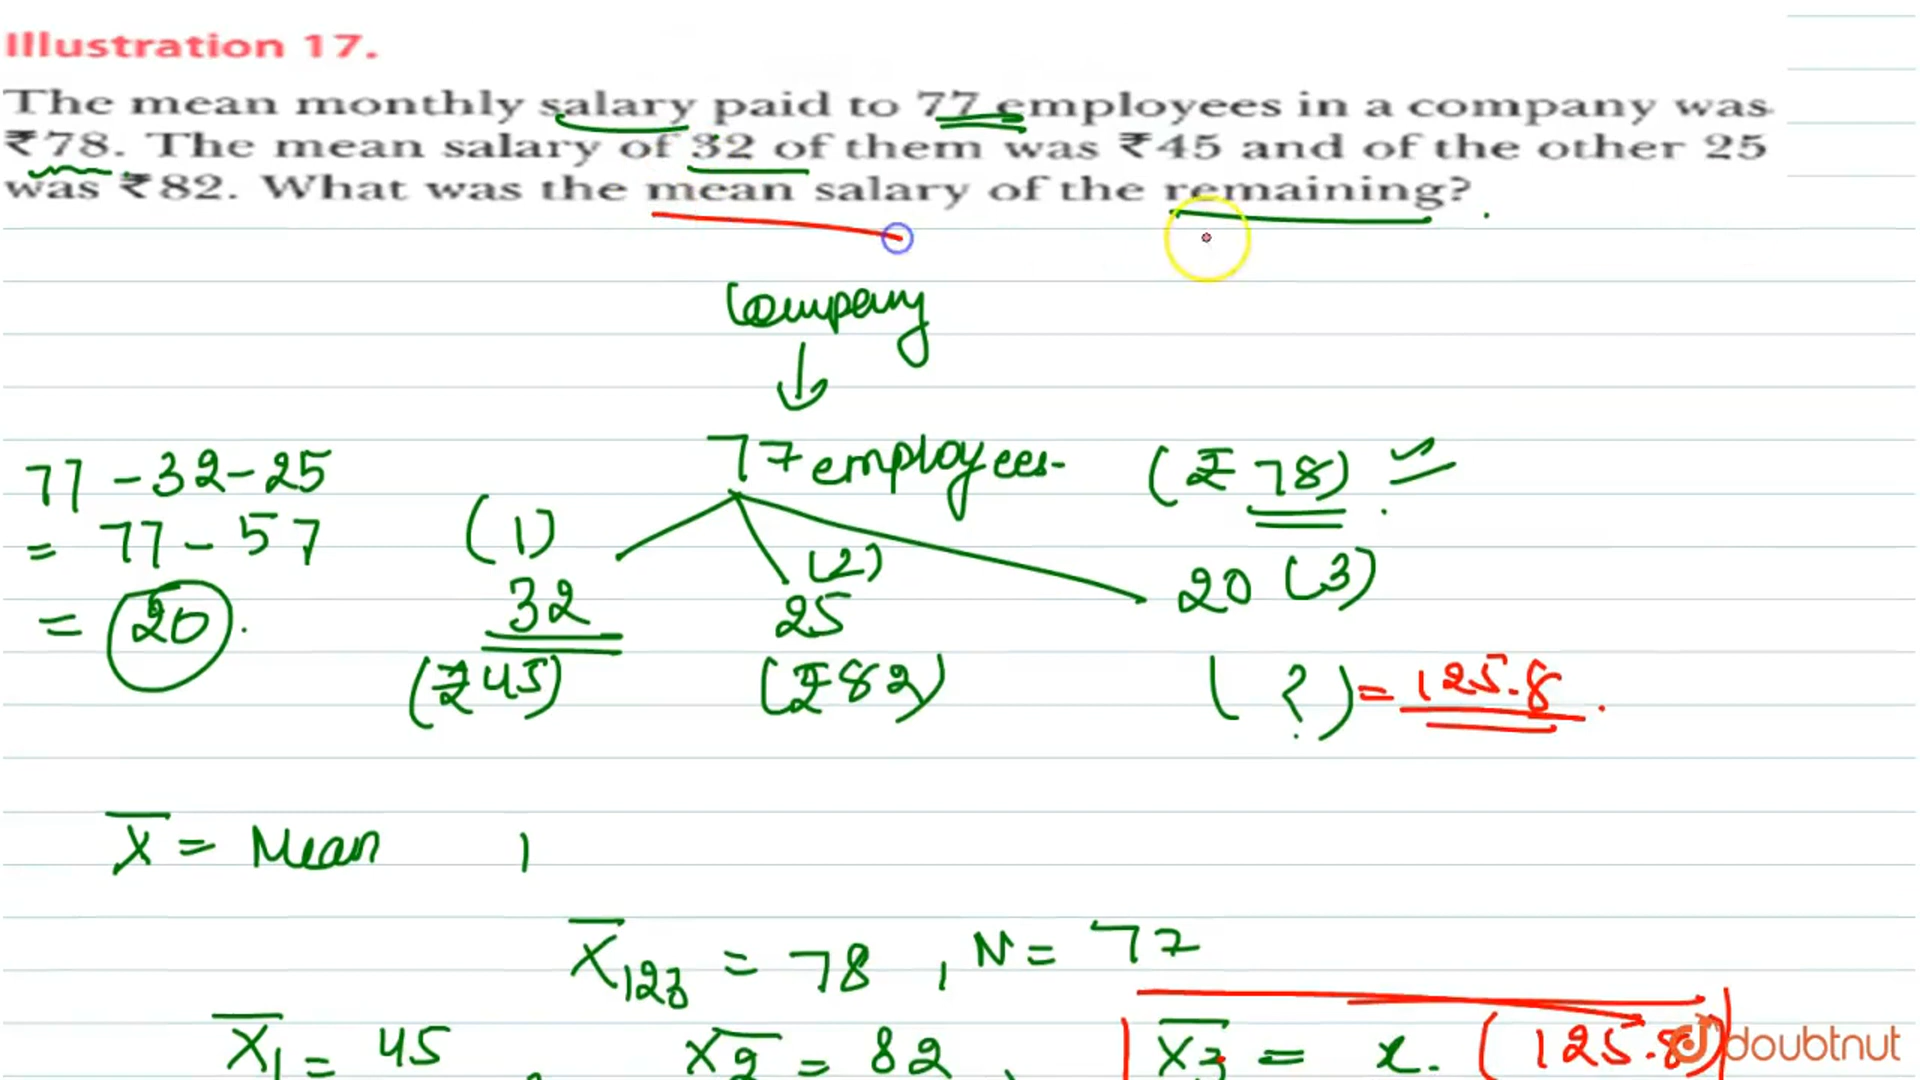 Illustration 17.
The mean monthly salary paid to 77 employees in a company was
₹78. The mean salary of 32 of them was ₹45 and of the other 25
was ₹82. What was the mean salary of the remaining?
Company
77 employees- (₹ 78)
77 - 32 - 25
= 77 - 57
= 20.
(1) (2) 20 (3)
32 25
(₹45) (₹82) (?) = 125.8.
X̅ = Mean
X̅123 = 78, N = 77
X̅1 = 45 , X̅2 = 82 , X̅3 = x. (125.8)
doubtnut